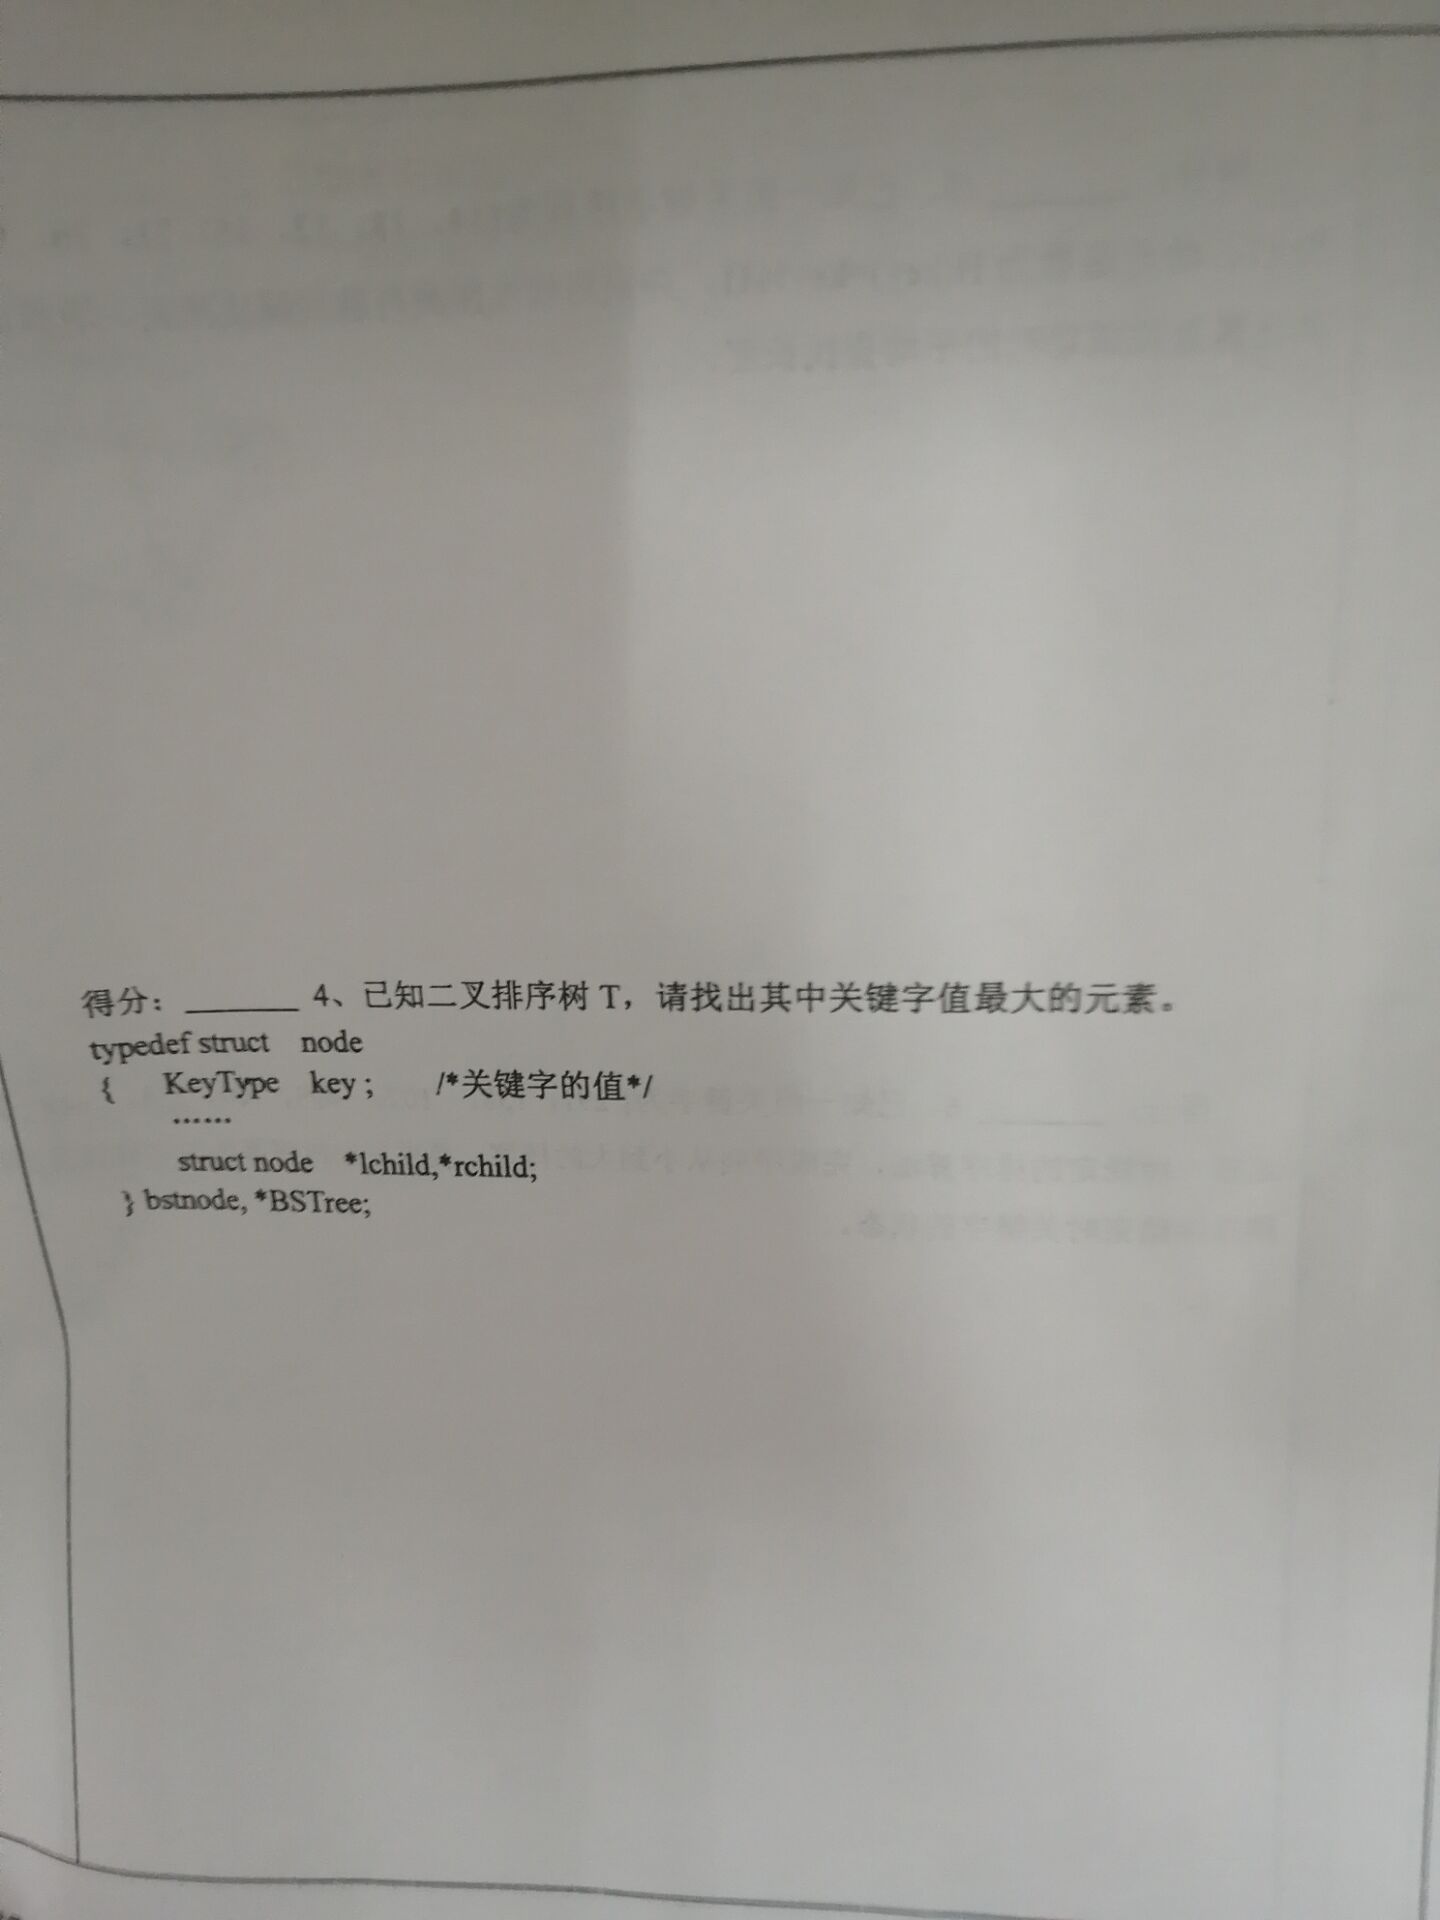 得分：______ 4、已知二叉排序树 T，请找出其中关键字值最大的元素。
typedef struct node
{ KeyType key ; /*关键字的值*/
……
struct node *lchild,*rchild;
} bstnode, *BSTree;